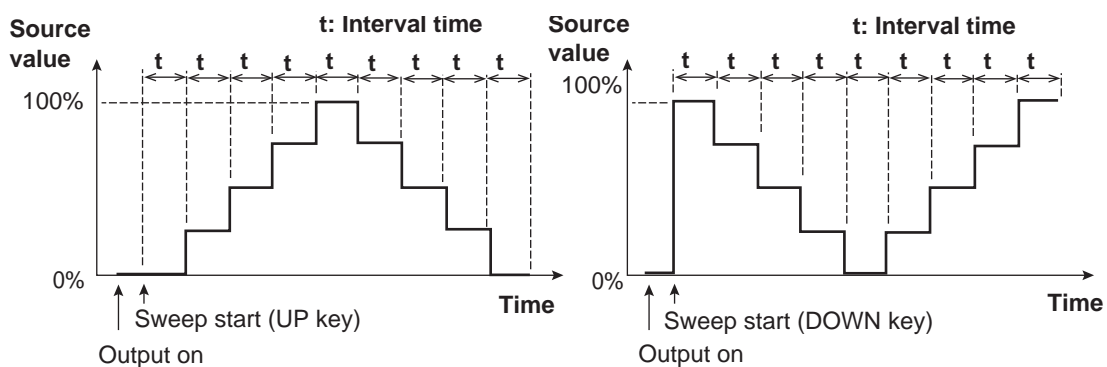 Source
value
t: Interval time
t t t t t t t t t
100%
0%
Time
Sweep start (UP key)
Output on
Source
value
t: Interval time
t t t t t t t t t
100%
0%
Time
Sweep start (DOWN key)
Output on